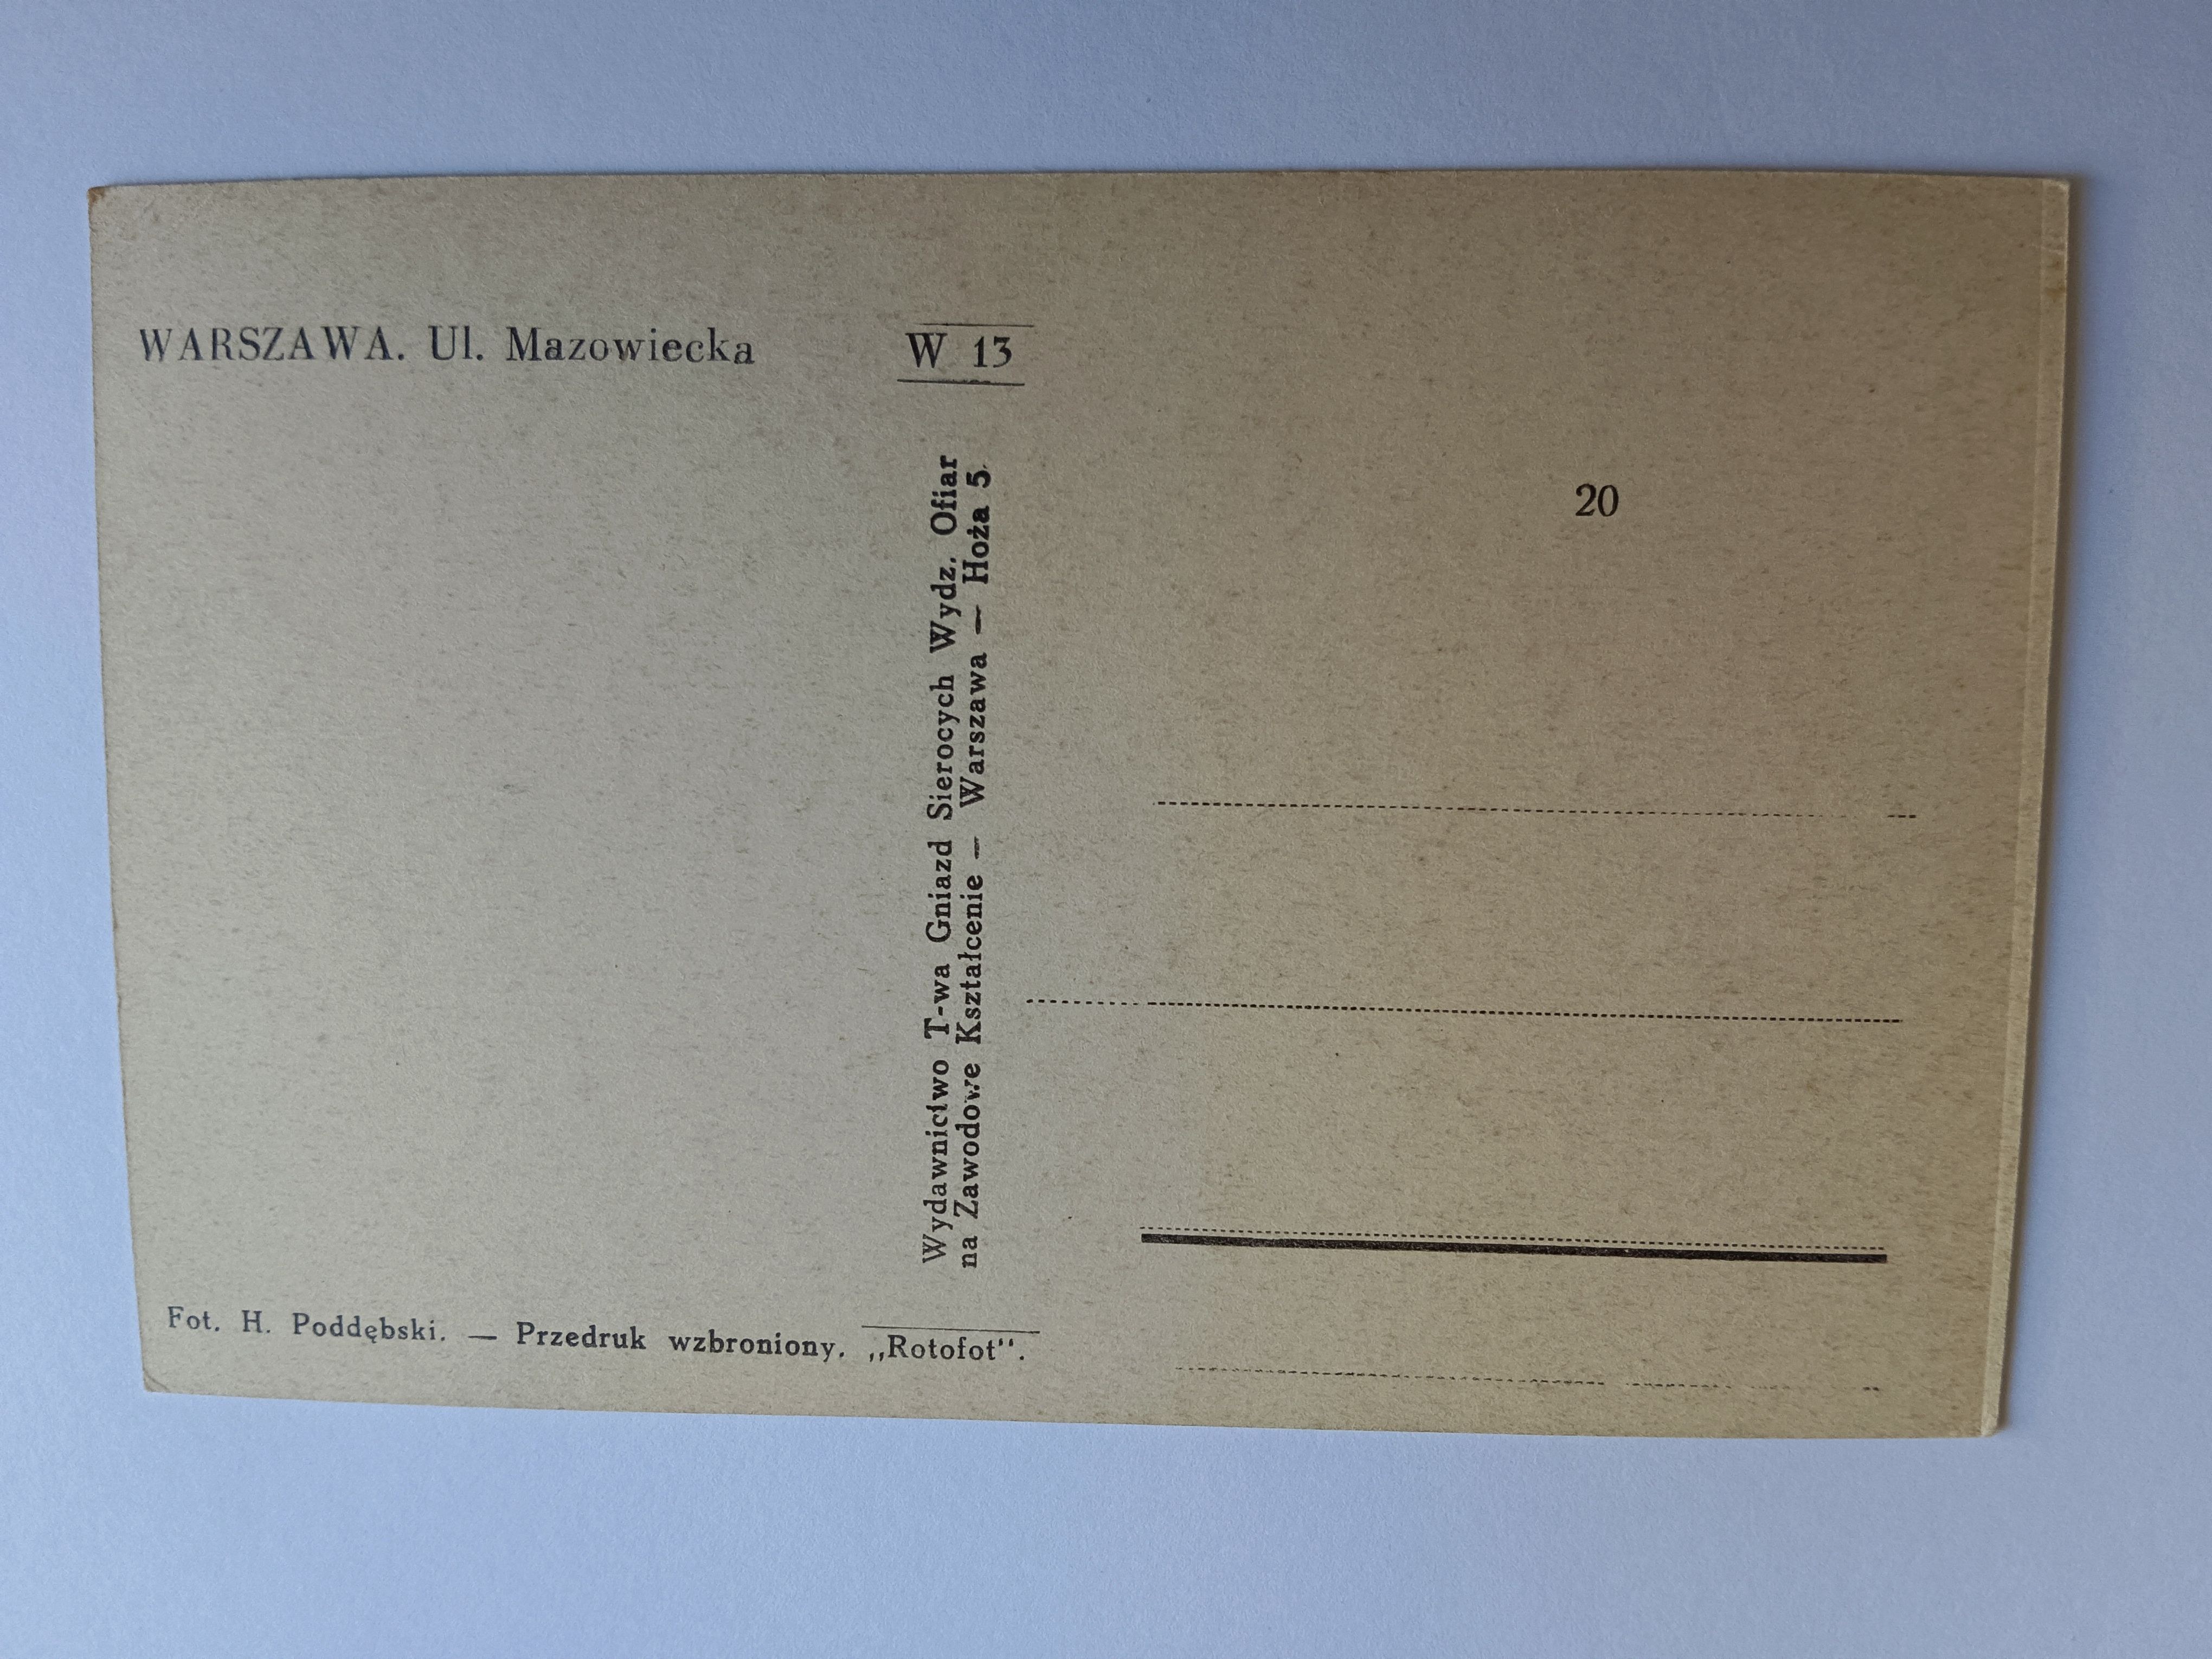 WARSZAWA. Ul. Mazowiecka
W 13
20
Wydawnictwo T-wa Gniazd Sierocych Wydz. Ofiar
na Zawodowe Kształcenie — Warszawa — Hoża 5
Fot. H. Poddębski. — Przedruk wzbroniony. „Rotofot".